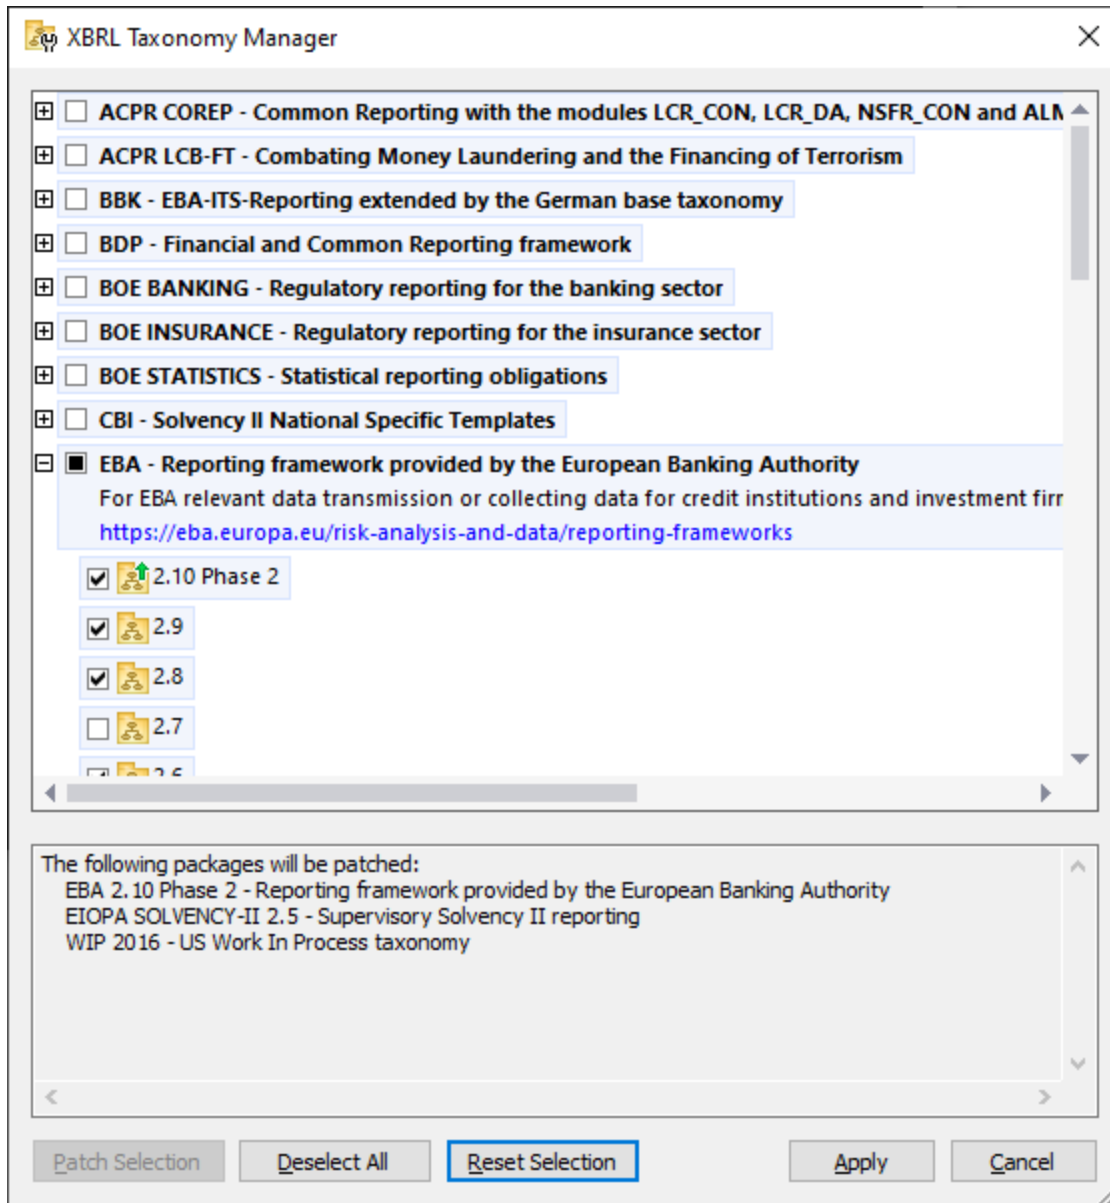 XBRL Taxonomy Manager
ACPR COREP - Common Reporting with the modules LCR_CON, LCR_DA, NSFR_CON and
ACPR LCB-FT - Combating Money Laundering and the Financing of Terrorism
BBK - EBA-ITS-Reporting extended by the German base taxonomy
BDP - Financial and Common Reporting framework
BOE BANKING - Regulatory reporting for the banking sector
BOE INSURANCE - Regulatory reporting for the insurance sector
BOE STATISTICS - Statistical reporting obligations
CBI - Solvency II National Specific Templates
EBA - Reporting framework provided by the European Banking Authority
For EBA relevant data transmission or collecting data for credit institutions and investment
https://eba.europa.eu/risk-analysis-and-data/reporting-frameworks
2.10 Phase 2
2.9
2.8
2.7
2.6
The following packages will be patched:
EBA 2.10 Phase 2 - Reporting framework provided by the European Banking Authority
EIOPA SOLVENCY-II 2.5 - Supervisory Solvency II reporting
WIP 2016 - US Work In Process taxonomy
Patch Selection
Deselect All
Reset Selection
Apply
Cancel